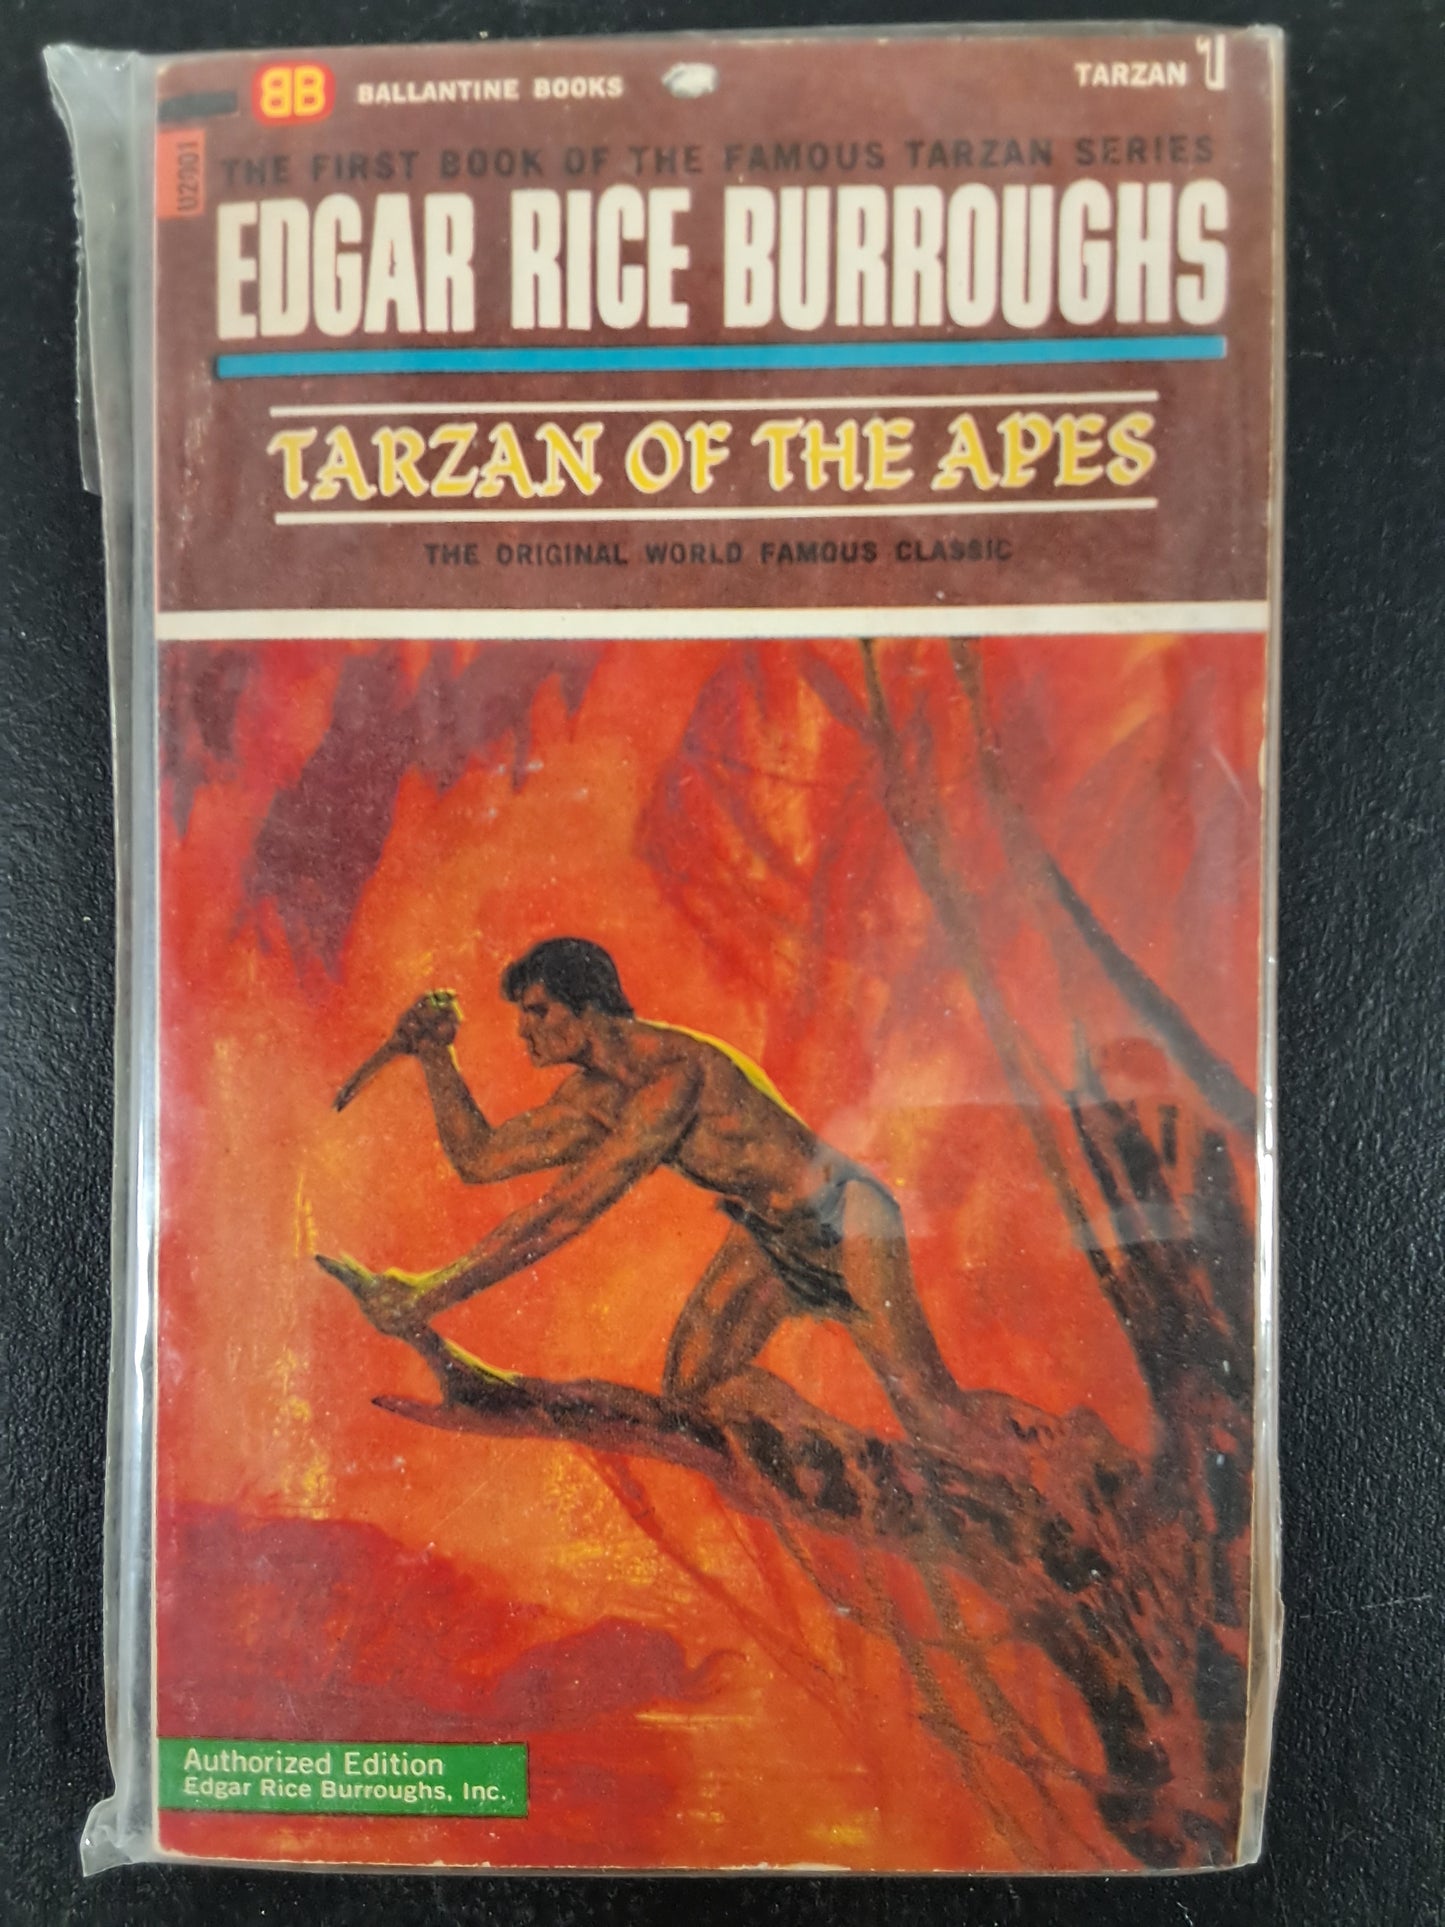 BB BALLANTINE BOOKS
TARZAN 1
U2001
THE FIRST BOOK OF THE FAMOUS TARZAN SERIES
EDGAR RICE BURROUGHS
TARZAN OF THE APES
THE ORIGINAL WORLD FAMOUS CLASSIC
Authorized Edition
Edgar Rice Burroughs, Inc.